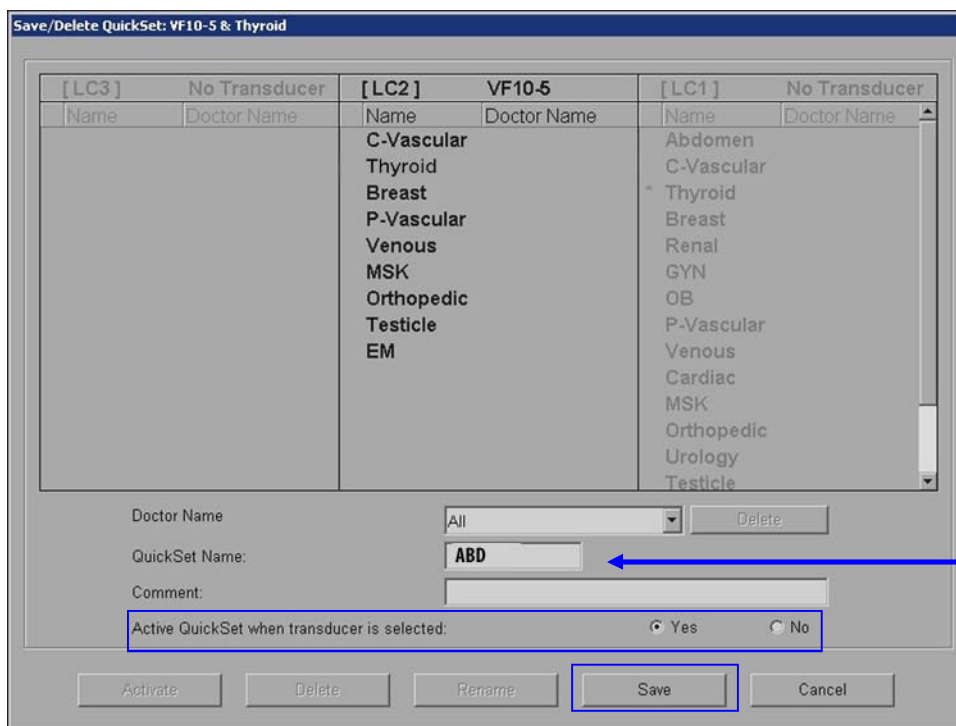 Save/Delete QuickSet: VF10-5 & Thyroid
[LC3] No Transducer [LC2] VF10-5 [LC1] No Transducer
Name Doctor Name Name Doctor Name Name Doctor Name
C-Vascular Abdomen
Thyroid C-Vascular
Breast * Thyroid
P-Vascular Breast
Venous Renal
MSK GYN
Orthopedic OB
Testicle P-Vascular
EM Venous
Cardiac
MSK
Orthopedic
Urology
Testicle
Doctor Name All Delete
QuickSet Name: ABD
Comment:
Active QuickSet when transducer is selected: Yes No
Activate Delete Rename Save Cancel